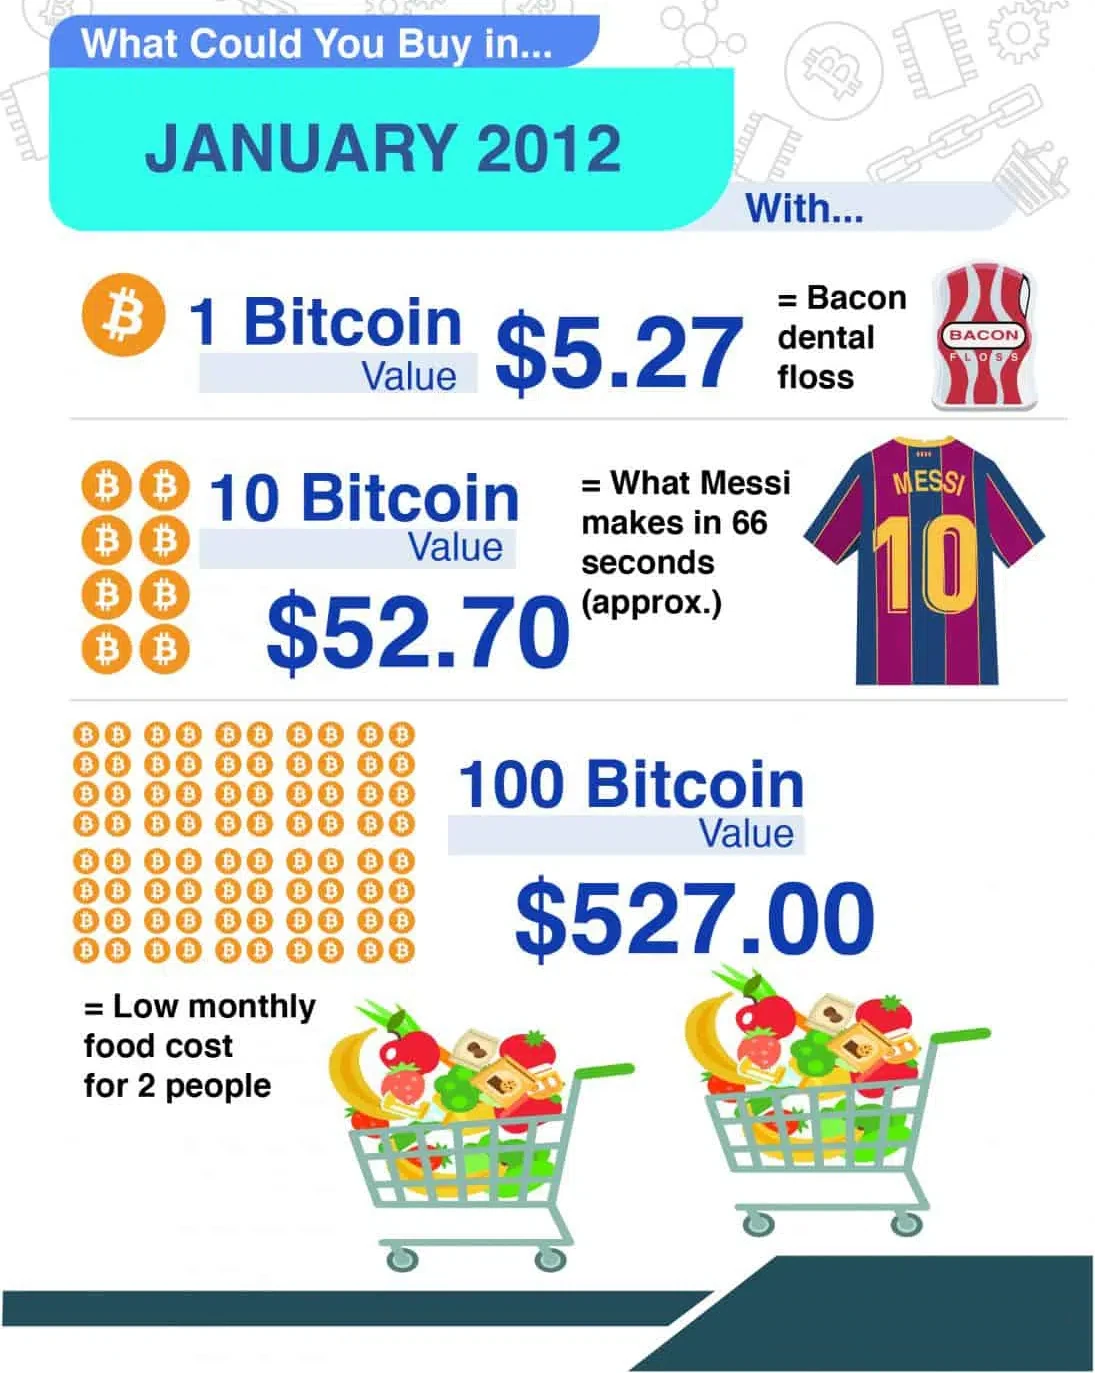 What Could You Buy in...
JANUARY 2012
With...
1 Bitcoin
Value
$5.27
= Bacon
dental
floss
BACON
FLOSS
10 Bitcoin
Value
$52.70
= What Messi
makes in 66
seconds
(approx.)
MESSI
10
100 Bitcoin
Value
$527.00
= Low monthly
food cost
for 2 people